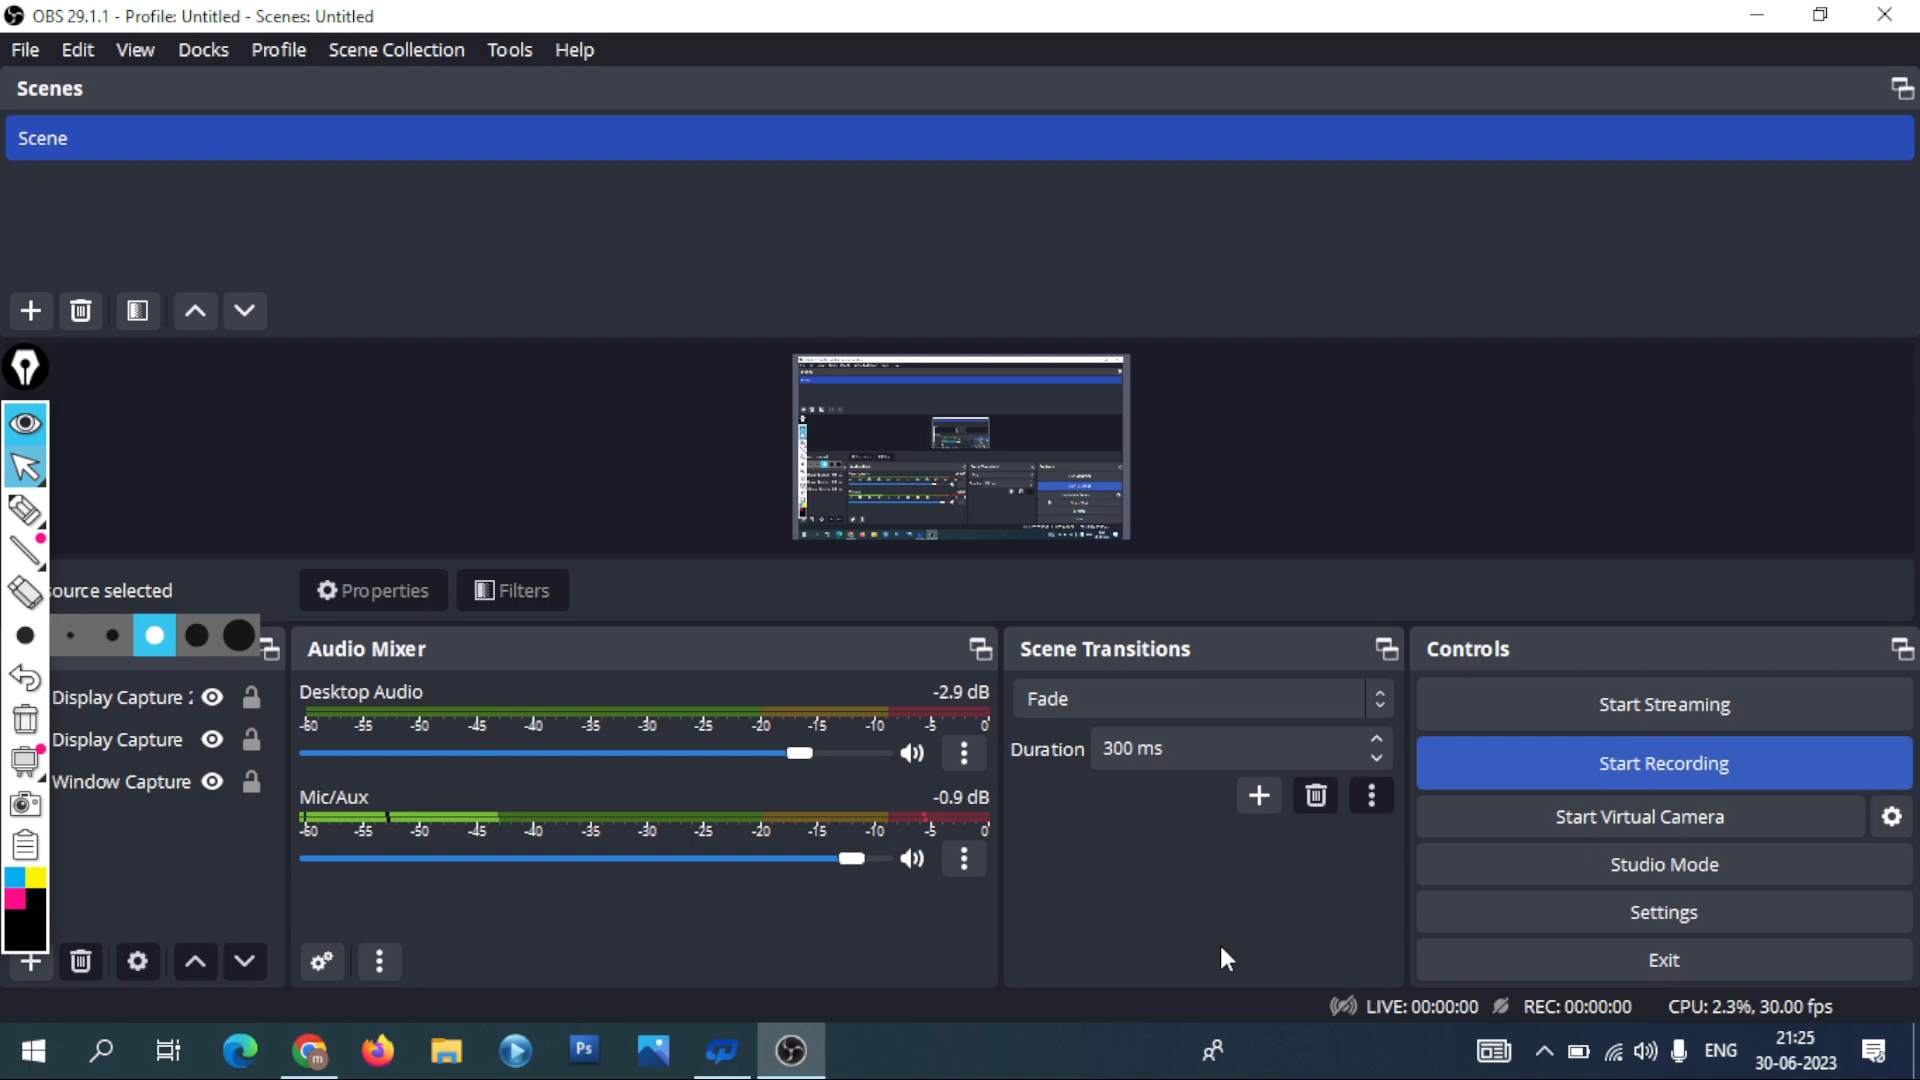 OBS 29.1.1 - Profile: Untitled - Scenes: Untitled
File Edit View Docks Profile Scene Collection Tools Help
Scenes
Scene
source selected
Properties
Filters
Display Capture 2
Display Capture
Window Capture
Audio Mixer
Desktop Audio -2.9 dB
-60 -55 -50 -45 -40 -35 -30 -25 -20 -15 -10 -5 0
Mic/Aux -0.9 dB
-60 -55 -50 -45 -40 -35 -30 -25 -20 -15 -10 -5 0
Scene Transitions
Fade
Duration 300 ms
Controls
Start Streaming
Start Recording
Start Virtual Camera
Studio Mode
Settings
Exit
LIVE: 00:00:00 REC: 00:00:00 CPU: 2.3%, 30.00 fps
m
Ps
ENG
21:25
30-06-2023